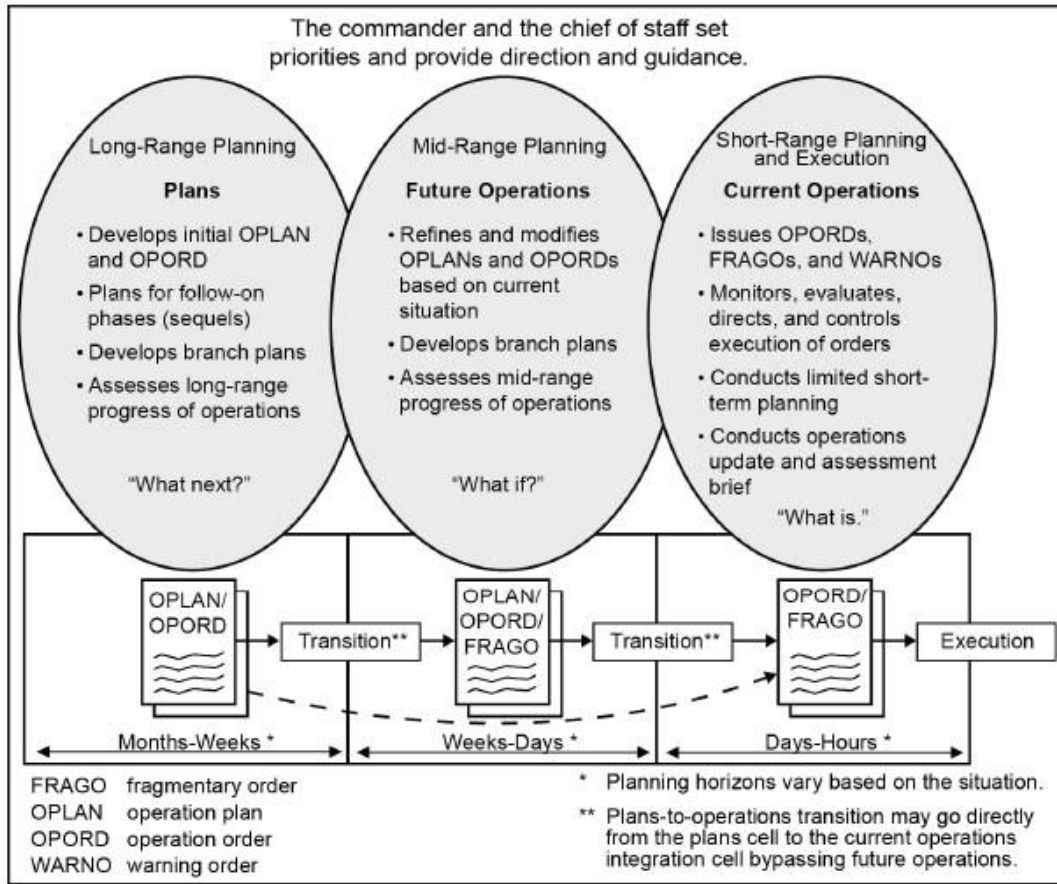 The commander and the chief of staff set
priorities and provide direction and guidance.
Long-Range Planning
Plans
• Develops initial OPLAN
and OPORD
• Plans for follow-on
phases (sequels)
• Develops branch plans
• Assesses long-range
progress of operations
“What next?”
Mid-Range Planning
Future Operations
• Refines and modifies
OPLANs and OPORDs
based on current
situation
• Develops branch plans
• Assesses mid-range
progress of operations
“What if?”
Short-Range Planning
and Execution
Current Operations
• Issues OPORDs,
FRAGOs, and WARNOs
• Monitors, evaluates,
directs, and controls
execution of orders
• Conducts limited short-
term planning
• Conducts operations
update and assessment
brief
“What is.”
OPLAN/
OPORD
Transition**
OPLAN/
OPORD/
FRAGO
Transition**
OPORD/
FRAGO
Execution
Months-Weeks *
Weeks-Days *
Days-Hours *
FRAGO fragmentary order
OPLAN operation plan
OPORD operation order
WARNO warning order
* Planning horizons vary based on the situation.
** Plans-to-operations transition may go directly
from the plans cell to the current operations
integration cell bypassing future operations.